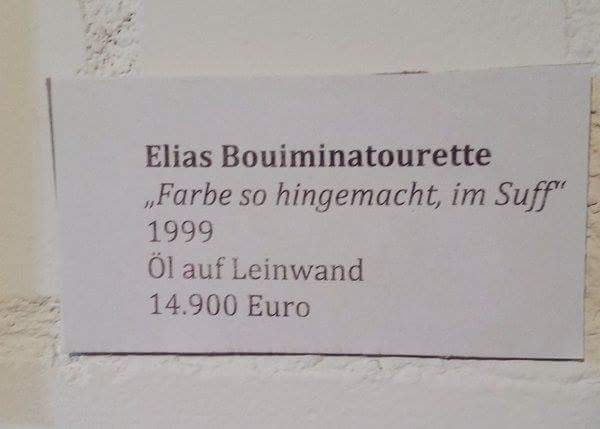 Elias Bouiminatourette
„Farbe so hingemacht, im Suff“
1999
Öl auf Leinwand
14.900 Euro